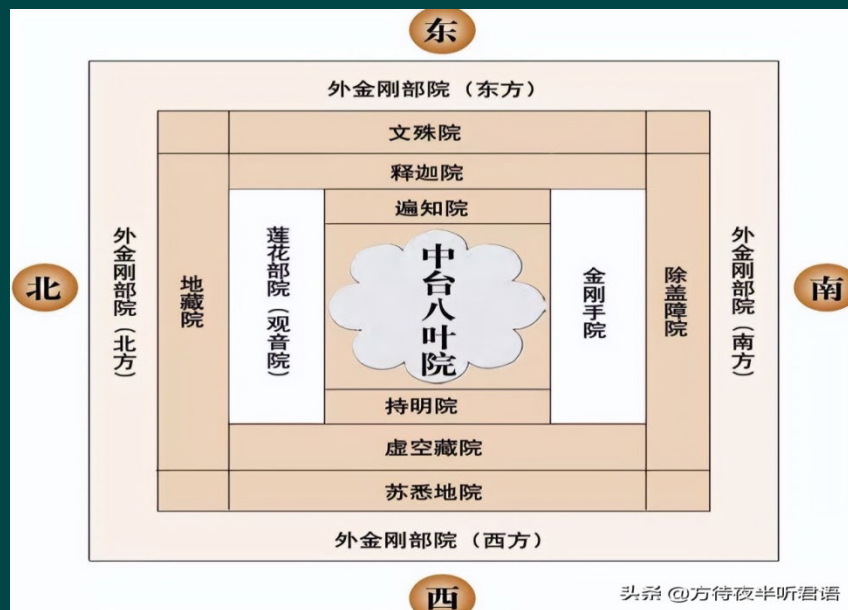 东
外金刚部院（东方）
文殊院
释迦院
遍知院
北
外金刚部院（北方）
地藏院
莲花部院（观音院）
中台八叶院
金刚手院
除盖障院
外金刚部院（南方）
南
持明院
虚空藏院
苏悉地院
外金刚部院（西方）
西
头条 @方待夜半听君语